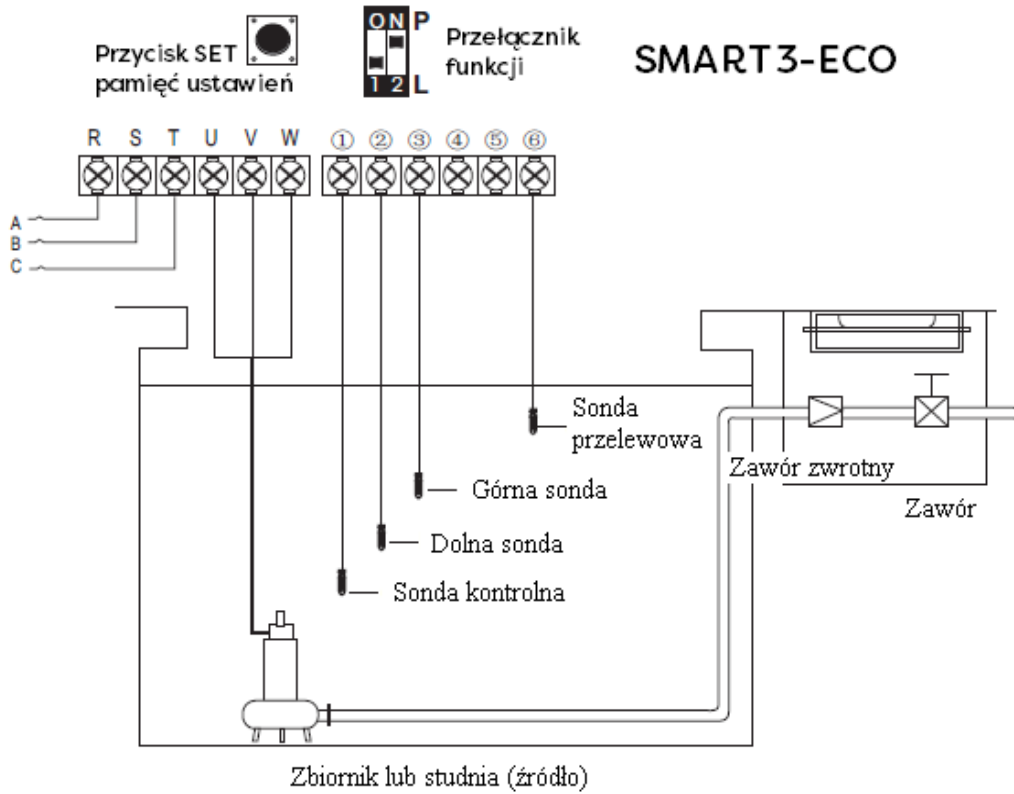 Przycisk SET
pamięć ustawień
ON P
1 2 L
Przełącznik
funkcji
SMART3-ECO
R S T U V W ① ② ③ ④ ⑤ ⑥
A
B
C
Sonda
przelewowa
Górna sonda
Dolna sonda
Sonda kontrolna
Zawór zwrotny
Zawór
Zbiornik lub studnia (źródło)